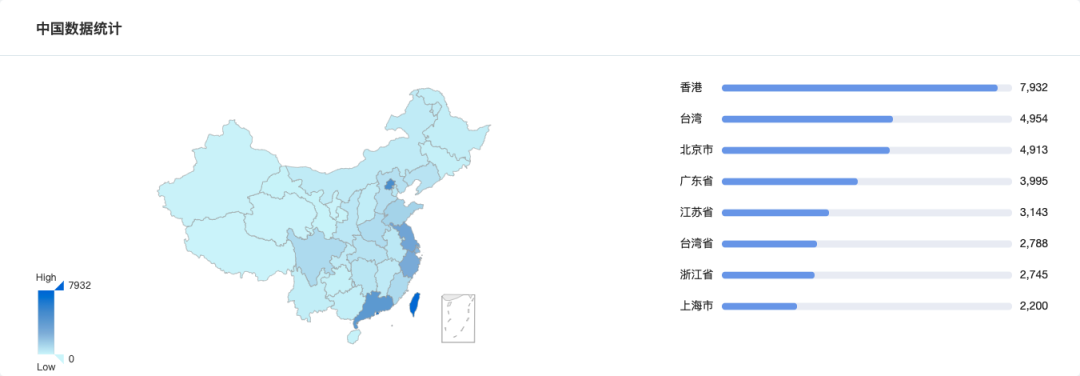 中国数据统计
香港 7,932
台湾 4,954
北京市 4,913
广东省 3,995
江苏省 3,143
台湾省 2,788
浙江省 2,745
上海市 2,200
High
7932
0
Low